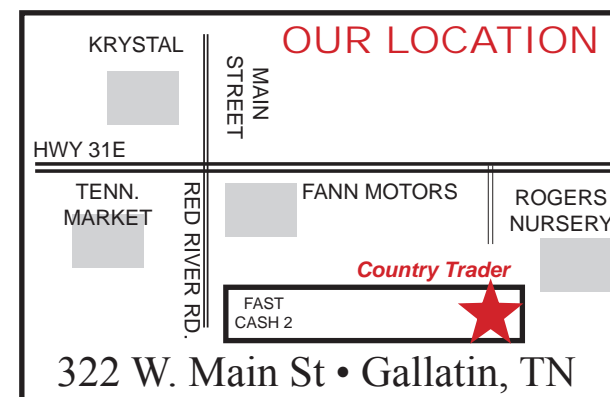 OUR LOCATION
KRYSTAL
MAIN
STREET
HWY 31E
TENN.
MARKET
RED RIVER RD.
FANN MOTORS
ROGERS
NURSERY
Country Trader
FAST
CASH 2
322 W. Main St • Gallatin, TN